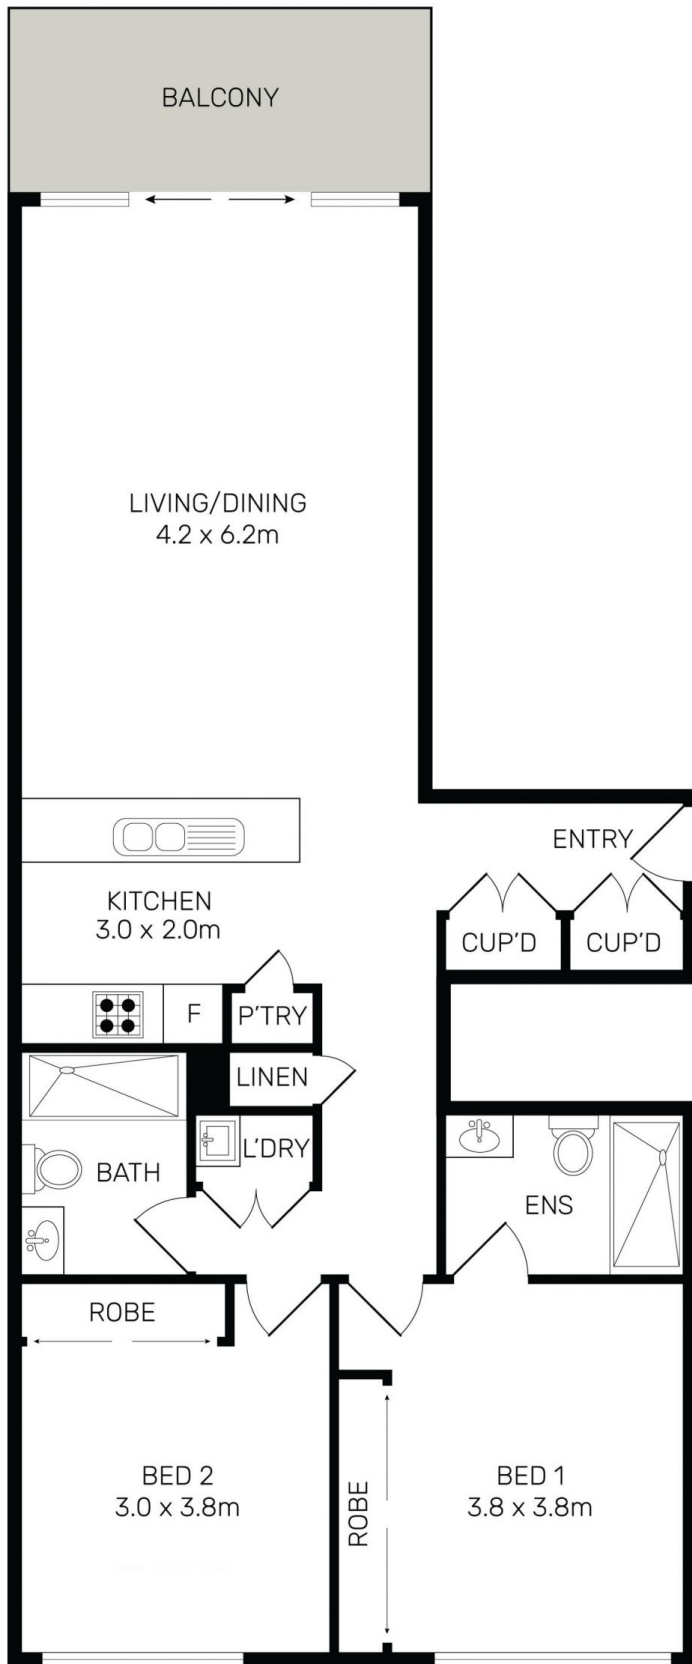 BALCONY
LIVING/DINING
4.2 x 6.2m
ENTRY
KITCHEN
3.0 x 2.0m
CUP'D
CUP'D
F
P'TRY
LINEN
L'DRY
BATH
ENS
ROBE
BED 2
3.0 x 3.8m
ROBE
BED 1
3.8 x 3.8m